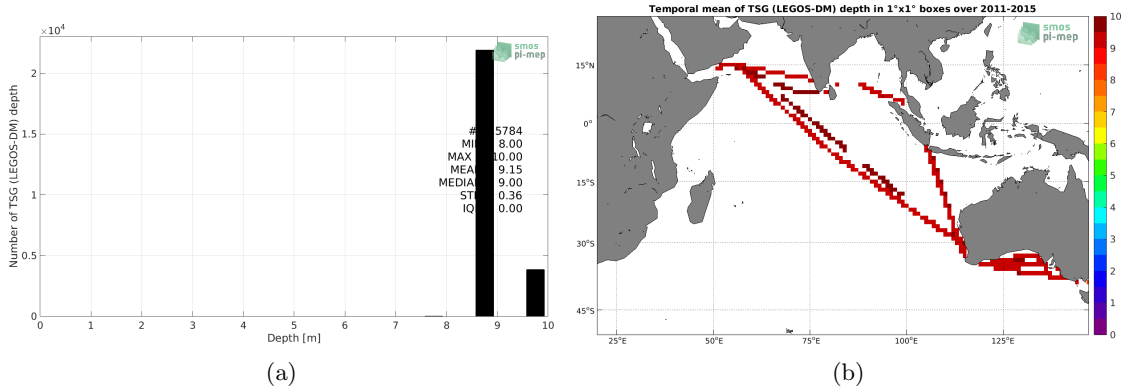 ×10⁴
Number of TSG (LEGOS-DM) depth
2
1.5
1
0.5
0
smos
pi-mep
5784
8.00
MAX 10.00
9.15
9.00
0.36
0.00
0 1 2 3 4 5 6 7 8 9 10
Depth [m]
(a)
Temporal mean of TSG (LEGOS-DM) depth in 1°x1° boxes over 2011-2015
smos
pi-mep
15°N
0°
15°S
30°S
45°S
25°E 50°E 75°E 100°E 125°E
10
9
8
7
6
5
4
3
2
1
0
(b)